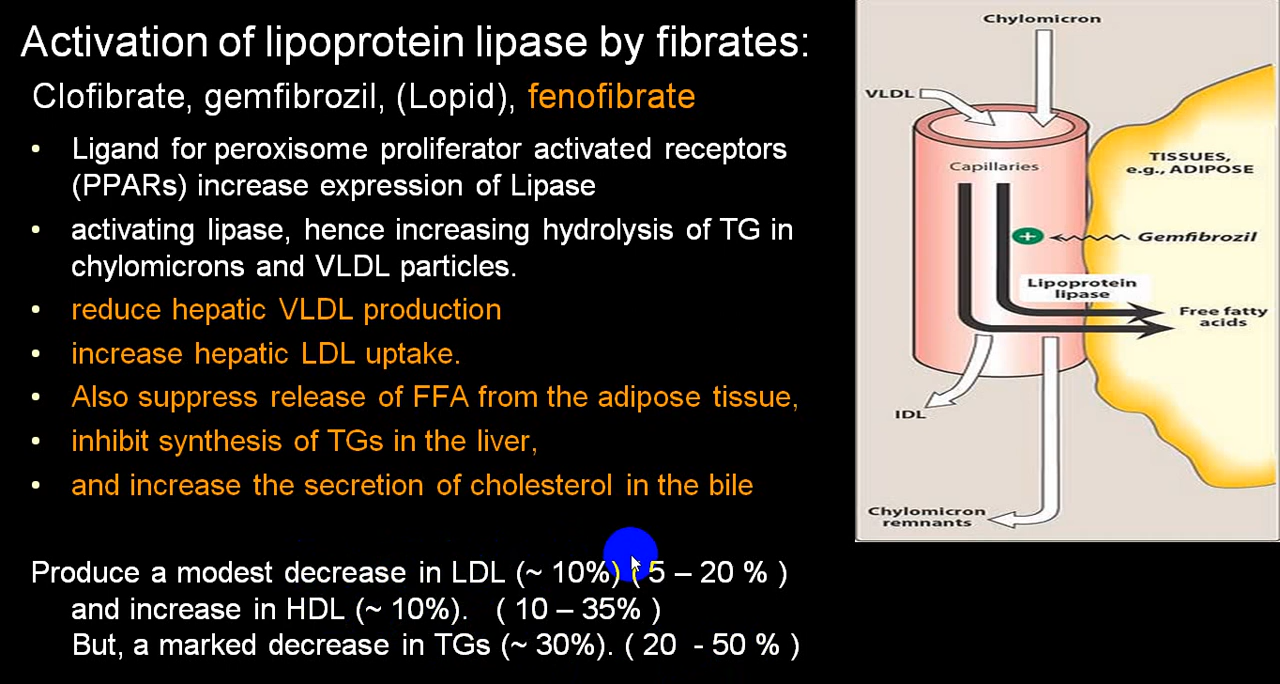 Activation of lipoprotein lipase by fibrates:
Clofibrate, gemfibrozil, (Lopid), fenofibrate
• Ligand for peroxisome proliferator activated receptors
(PPARs) increase expression of Lipase
• activating lipase, hence increasing hydrolysis of TG in
chylomicrons and VLDL particles.
• reduce hepatic VLDL production
• increase hepatic LDL uptake.
• Also suppress release of FFA from the adipose tissue,
• inhibit synthesis of TGs in the liver,
• and increase the secretion of cholesterol in the bile
Produce a modest decrease in LDL (~ 10%) ( 5 – 20 % )
and increase in HDL (~ 10%). ( 10 – 35% )
But, a marked decrease in TGs (~ 30%). ( 20 - 50 % )
Chylomicron
VLDL
Capillaries
TISSUES,
e.g., ADIPOSE
+
Gemfibrozil
Lipoprotein
lipase
Free fatty
acids
IDL
Chylomicron
remnants